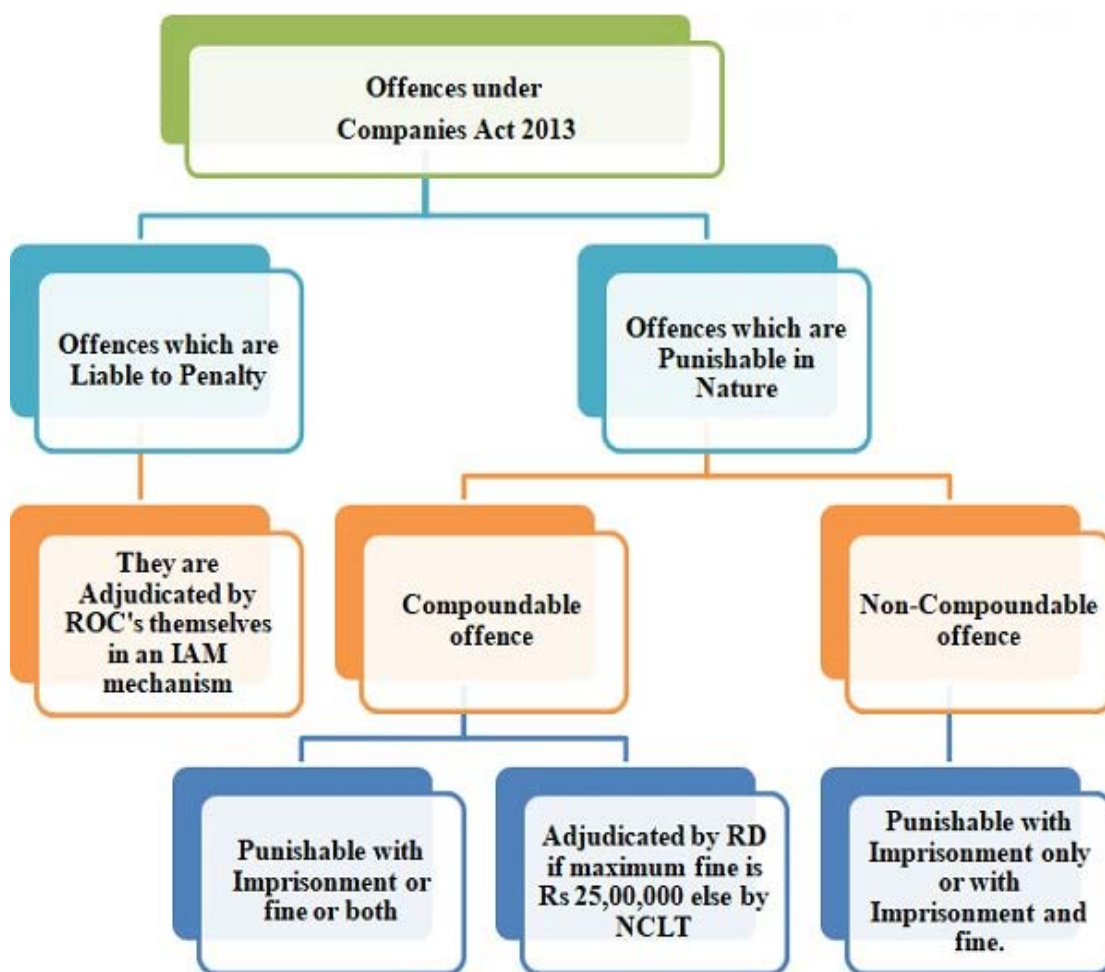 Offences under
Companies Act 2013
Offences which are
Liable to Penalty
Offences which are
Punishable in
Nature
They are
Adjudicated by
ROC's themselves
in an IAM
mechanism
Compoundable
offence
Non-Compoundable
offence
Punishable with
Imprisonment or
fine or both
Adjudicated by RD
if maximum fine is
Rs 25,00,000 else by
NCLT
Punishable with
Imprisonment only
or with
Imprisonment and
fine.